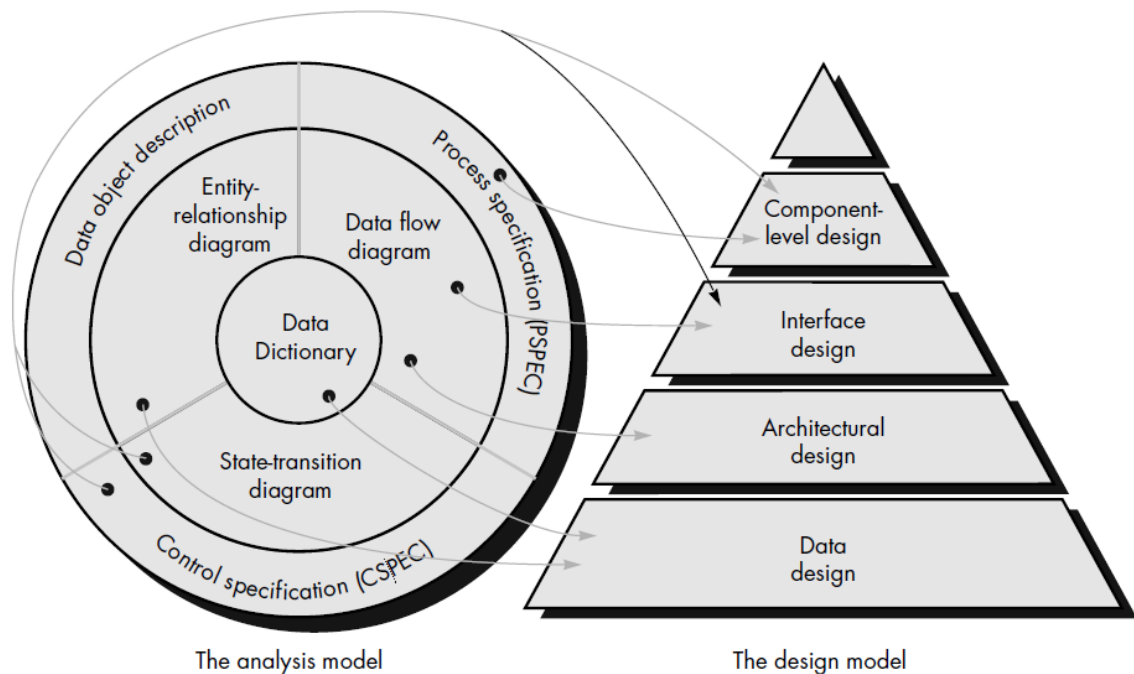 Data object description
Process specification (PSPEC)
Entity-
relationship
diagram
Data flow
diagram
Data
Dictionary
State-transition
diagram
Control specification (CSPEC)
The analysis model
Component-
level design
Interface
design
Architectural
design
Data
design
The design model